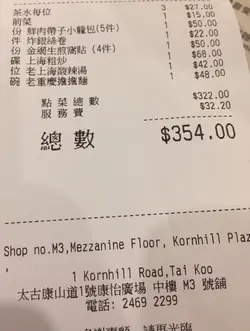 茶水每位 3 $27.00
前菜 1 $15.00
份 鮮肉帶子小籠包(5件) 1 $50.00
件 炸銀絲卷 1 $22.00
份 金網生煎窩貼 (4件) 1 $50.00
碟 上海粗炒 1 $68.00
位 老上海酸辣湯 1 $42.00
碗 老重慶擔擔麵 1 $48.00
點菜總數 $322.00
服務費 $32.20
總數 $354.00
Shop no.M3,Mezzanine Floor, Kornhill Plaz
,
1 Kornhill Road,Tai Koo
太古康山道1號康怡廣場 中樓 M3 號舖
電話: 2469 2299